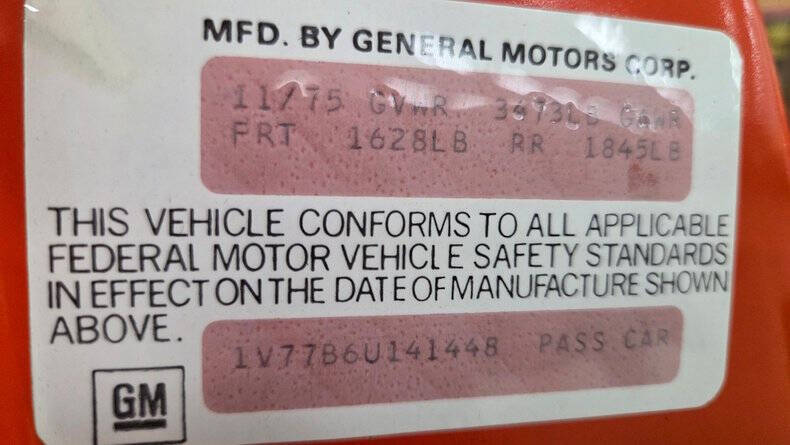 MFD. BY GENERAL MOTORS CORP.
11/75 GVWR 3473LB GAWR
FRT 1628LB RR 1845LB
THIS VEHICLE CONFORMS TO ALL APPLICABLE
FEDERAL MOTOR VEHICLE SAFETY STANDARDS
IN EFFECT ON THE DATE OF MANUFACTURE SHOWN
ABOVE.
1V77B6U141448 PASS.CAR
GM